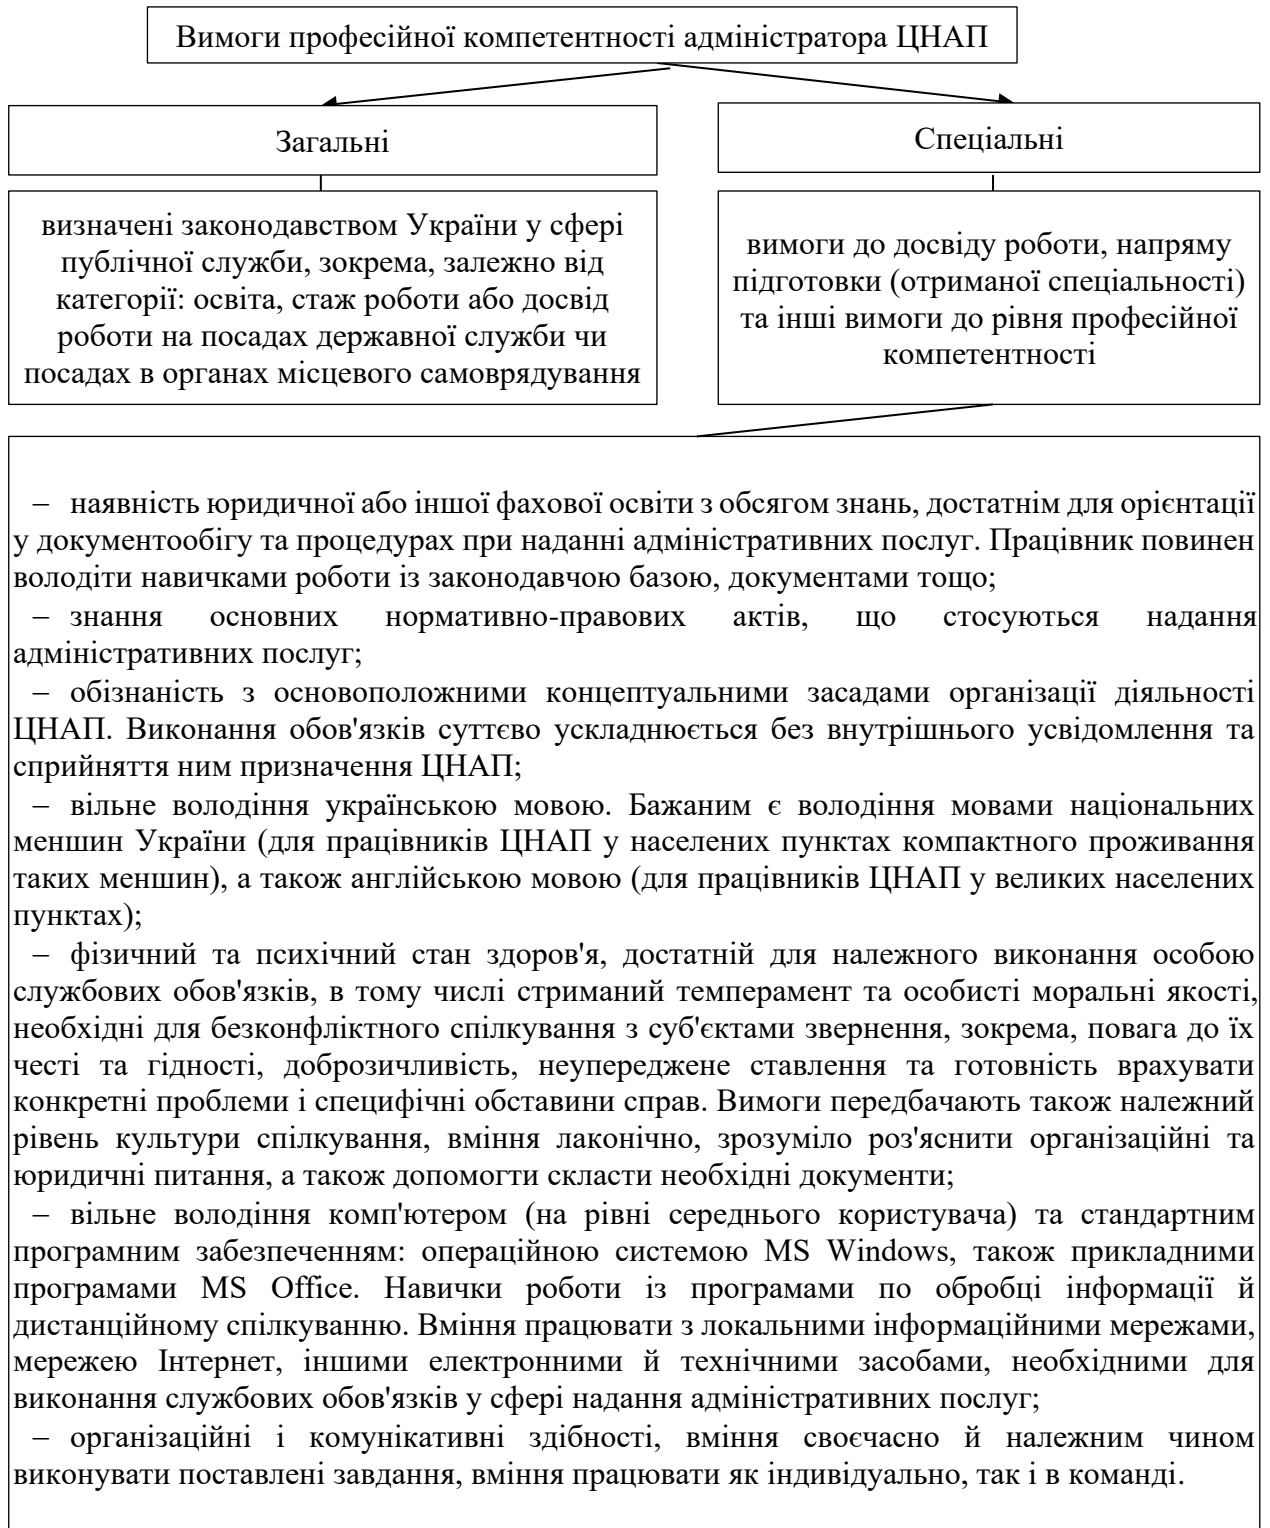 Вимоги професійної компетентності адміністратора ЦНАП
Загальні
Спеціальні
визначені законодавством України у сфері
публічної служби, зокрема, залежно від
категорії: освіта, стаж роботи або досвід
роботи на посадах державної служби чи
посадах в органах місцевого самоврядування
вимоги до досвіду роботи, напряму
підготовки (отриманої спеціальності)
та інші вимоги до рівня професійної
компетентності
– наявність юридичної або іншої фахової освіти з обсягом знань, достатнім для орієнтації
у документообігу та процедурах при наданні адміністративних послуг. Працівник повинен
володіти навичками роботи із законодавчою базою, документами тощо;
– знання основних нормативно-правових актів, що стосуються надання
адміністративних послуг;
– обізнаність з основоположними концептуальними засадами організації діяльності
ЦНАП. Виконання обов'язків суттєво ускладнюється без внутрішнього усвідомлення та
сприйняття ним призначення ЦНАП;
– вільне володіння українською мовою. Бажаним є володіння мовами національних
меншин України (для працівників ЦНАП у населених пунктах компактного проживання
таких меншин), а також англійською мовою (для працівників ЦНАП у великих населених
пунктах);
– фізичний та психічний стан здоров'я, достатній для належного виконання особою
службових обов'язків, в тому числі стриманий темперамент та особисті моральні якості,
необхідні для безконфліктного спілкування з суб'єктами звернення, зокрема, повага до їх
честі та гідності, доброзичливість, неупереджене ставлення та готовність врахувати
конкретні проблеми і специфічні обставини справ. Вимоги передбачають також належний
рівень культури спілкування, вміння лаконічно, зрозуміло роз'яснити організаційні та
юридичні питання, а також допомогти скласти необхідні документи;
– вільне володіння комп'ютером (на рівні середнього користувача) та стандартним
програмним забезпеченням: операційною системою MS Windows, також прикладними
програмами MS Office. Навички роботи із програмами по обробці інформації й
дистанційному спілкуванню. Вміння працювати з локальними інформаційними мережами,
мережею Інтернет, іншими електронними й технічними засобами, необхідними для
виконання службових обов'язків у сфері надання адміністративних послуг;
– організаційні і комунікативні здібності, вміння своєчасно й належним чином
виконувати поставлені завдання, вміння працювати як індивідуально, так і в команді.